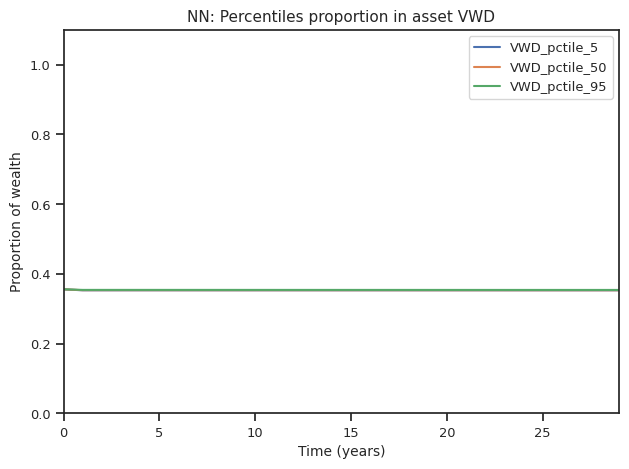 NN: Percentiles proportion in asset VWD
VWD_pctile_5
VWD_pctile_50
VWD_pctile_95
Proportion of wealth
1.0
0.8
0.6
0.4
0.2
0.0
0 5 10 15 20 25
Time (years)